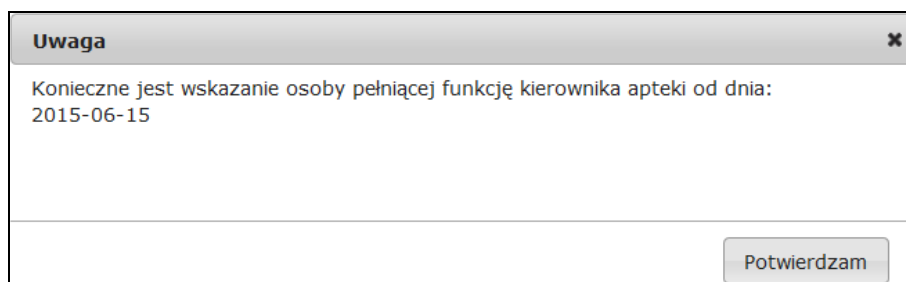 Uwaga
Konieczne jest wskazanie osoby pełniącej funkcję kierownika apteki od dnia:
2015-06-15
Potwierdzam